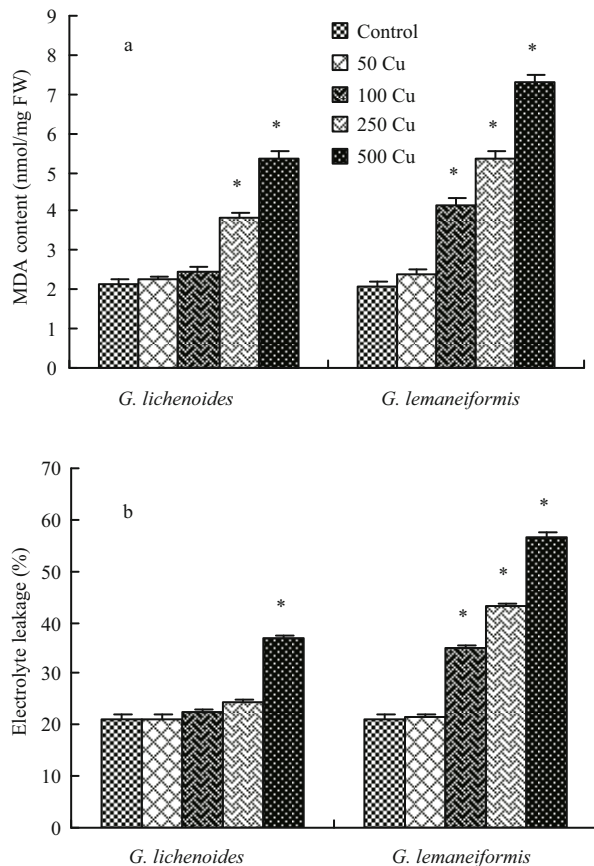 9
8
7
6
5
4
3
2
1
0
MDA content (nmol/mg FW)
a
Control
50 Cu
100 Cu
250 Cu
500 Cu
*
*
*
*
*
G. lichenoides
G. lemaneiformis
70
60
50
40
30
20
10
0
Electrolyte leakage (%)
b
*
*
*
*
G. lichenoides
G. lemaneiformis